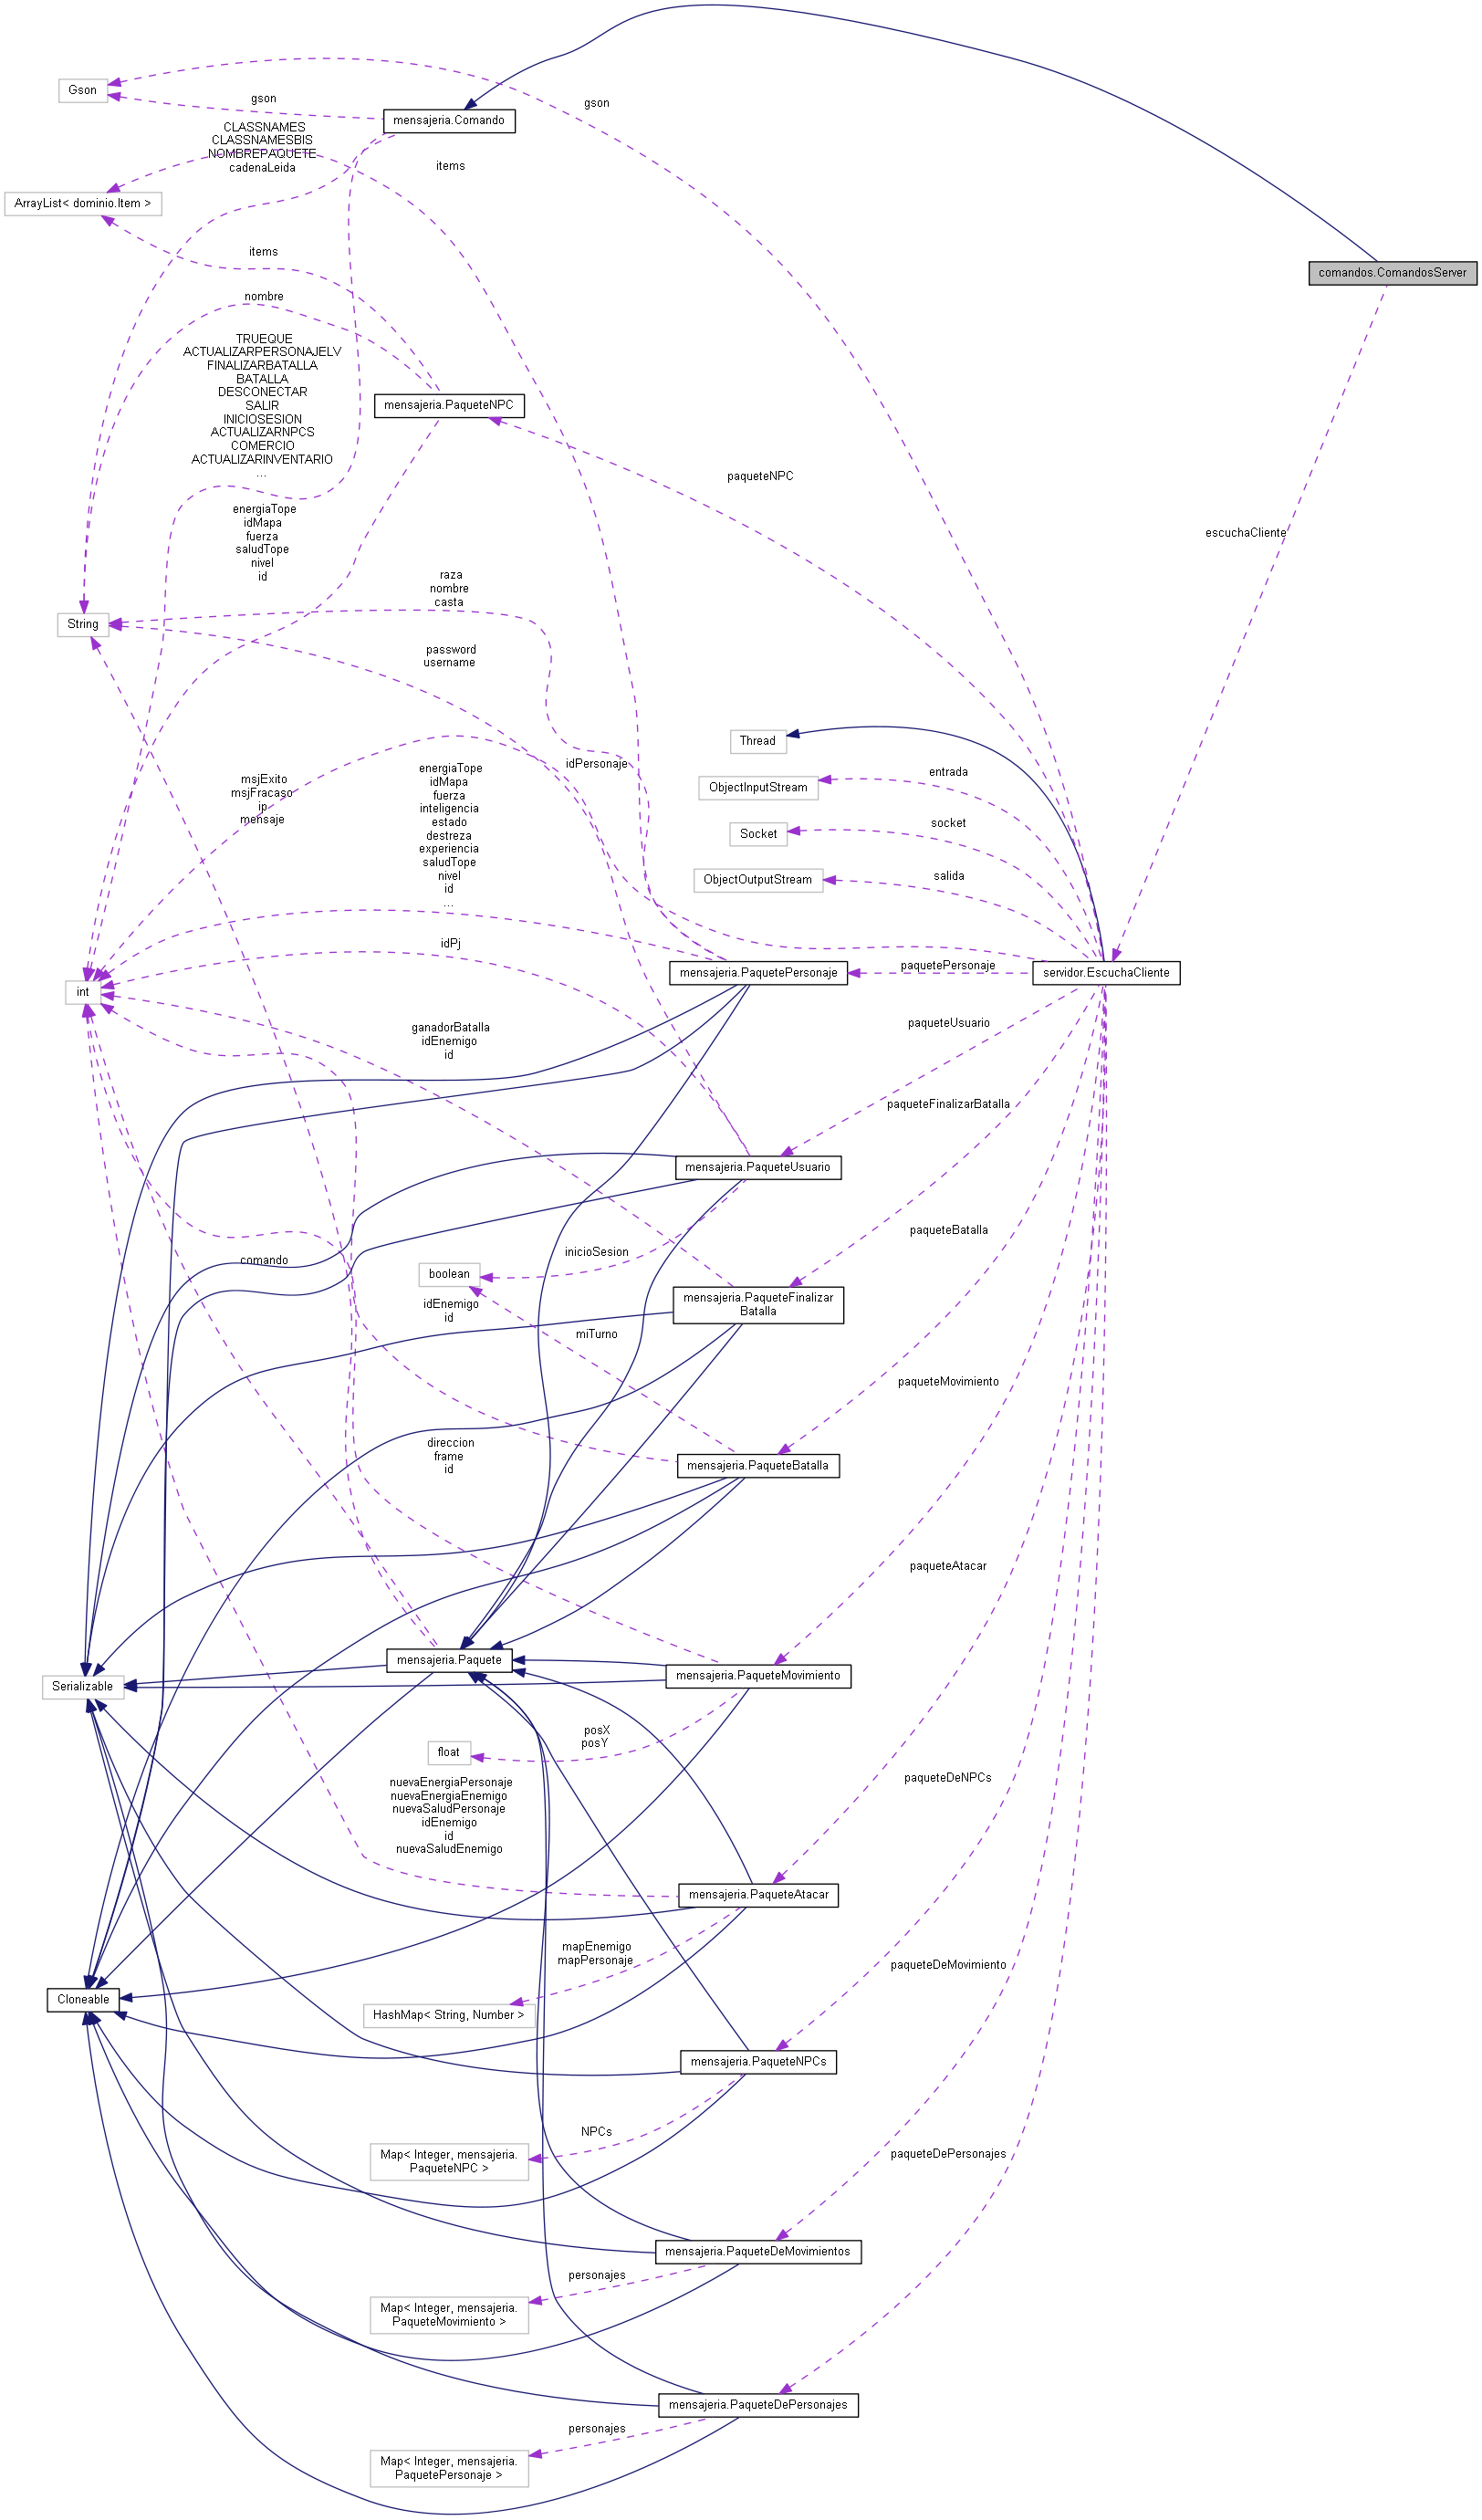 gson
Gson
gson
mensajeria.Comando
CLASSNAMES
CLASSNAMESBIS
NOMBREPAQUETE
cadenaLeida
items
ArrayList< dominio.Item >
items
comandos.ComandosServer
nombre
TRUEQUE
ACTUALIZARPERSONAJELV
FINALIZARBATALLA
BATALLA
DESCONECTAR
SALIR
INICIOSESION
ACTUALIZARNPCS
COMERCIO
ACTUALIZARINVENTARIO
...
mensajeria.PaqueteNPC
paqueteNPC
escuchaCliente
energiaTope
idMapa
fuerza
saludTope
nivel
id
raza
nombre
casta
String
password
username
Thread
idPersonaje
entrada
ObjectInputStream
msjExito
msjFracaso
ip
mensaje
energiaTope
idMapa
fuerza
inteligencia
estado
destreza
experiencia
saludTope
nivel
id
...
socket
Socket
salida
ObjectOutputStream
idPj
paquetePersonaje
mensajeria.PaquetePersonaje
servidor.EscuchaCliente
int
ganadorBatalla
idEnemigo
id
paqueteUsuario
paqueteFinalizarBatalla
mensajeria.PaqueteUsuario
paqueteBatalla
comando
inicioSesion
boolean
mensajeria.PaqueteFinalizar
Batalla
idEnemigo
id
miTurno
paqueteMovimiento
direccion
frame
id
mensajeria.PaqueteBatalla
paqueteAtacar
mensajeria.Paquete
mensajeria.PaqueteMovimiento
Serializable
posX
posY
float
paqueteDeNPCs
nuevaEnergiaPersonaje
nuevaEnergiaEnemigo
nuevaSaludPersonaje
idEnemigo
id
nuevaSaludEnemigo
mensajeria.PaqueteAtacar
mapEnemigo
mapPersonaje
paqueteDeMovimiento
Cloneable
HashMap< String, Number >
mensajeria.PaqueteNPCs
NPCs
Map< Integer, mensajeria.
PaqueteNPC >
paqueteDePersonajes
mensajeria.PaqueteDeMovimientos
personajes
Map< Integer, mensajeria.
PaqueteMovimiento >
mensajeria.PaqueteDePersonajes
personajes
Map< Integer, mensajeria.
PaquetePersonaje >